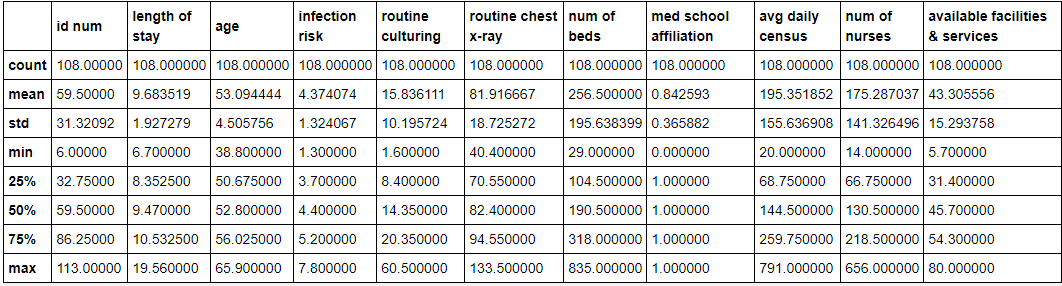 id num length of stay age infection risk routine culturing routine chest x-ray num of beds med school affiliation avg daily census num of nurses available facilities & services
count 108.00000 108.000000 108.000000 108.000000 108.000000 108.000000 108.000000 108.000000 108.000000 108.000000 108.000000
mean 59.50000 9.683519 53.094444 4.374074 15.836111 81.916667 256.500000 0.842593 195.351852 175.287037 43.305556
std 31.32092 1.927279 4.505756 1.324067 10.195724 18.725272 195.638399 0.365882 155.636908 141.326496 15.293758
min 6.00000 6.700000 38.800000 1.300000 1.600000 40.400000 29.000000 0.000000 20.000000 14.000000 5.700000
25% 32.75000 8.352500 50.675000 3.700000 8.400000 70.550000 104.500000 1.000000 68.750000 66.750000 31.400000
50% 59.50000 9.470000 52.800000 4.400000 14.350000 82.400000 190.500000 1.000000 144.500000 130.500000 45.700000
75% 86.25000 10.532500 56.025000 5.200000 20.350000 94.550000 318.000000 1.000000 259.750000 218.500000 54.300000
max 113.00000 19.560000 65.900000 7.800000 60.500000 133.500000 835.000000 1.000000 791.000000 656.000000 80.000000